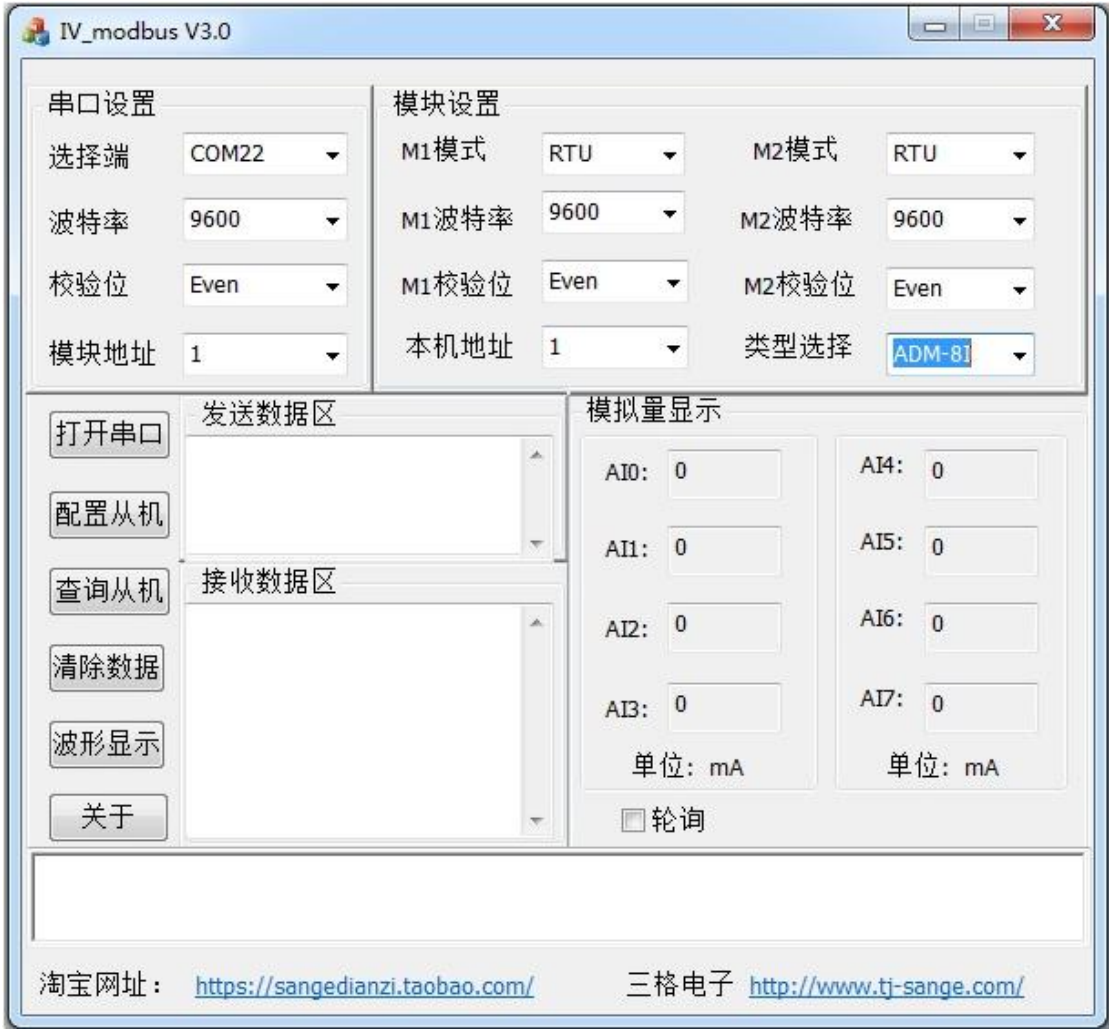 IV_modbus V3.0
串口设置
选择端 COM22
波特率 9600
校验位 Even
模块地址 1
模块设置
M1模式 RTU M2模式 RTU
M1波特率 9600 M2波特率 9600
M1校验位 Even M2校验位 Even
本机地址 1 类型选择 ADM-8I
打开串口
配置从机
查询从机
清除数据
波形显示
关于
发送数据区
接收数据区
模拟量显示
AI0: 0 AI4: 0
AI1: 0 AI5: 0
AI2: 0 AI6: 0
AI3: 0 AI7: 0
单位: mA 单位: mA
轮询
淘宝网址: https://sangedianzi.taobao.com/ 三格电子 http://www.tj-sange.com/